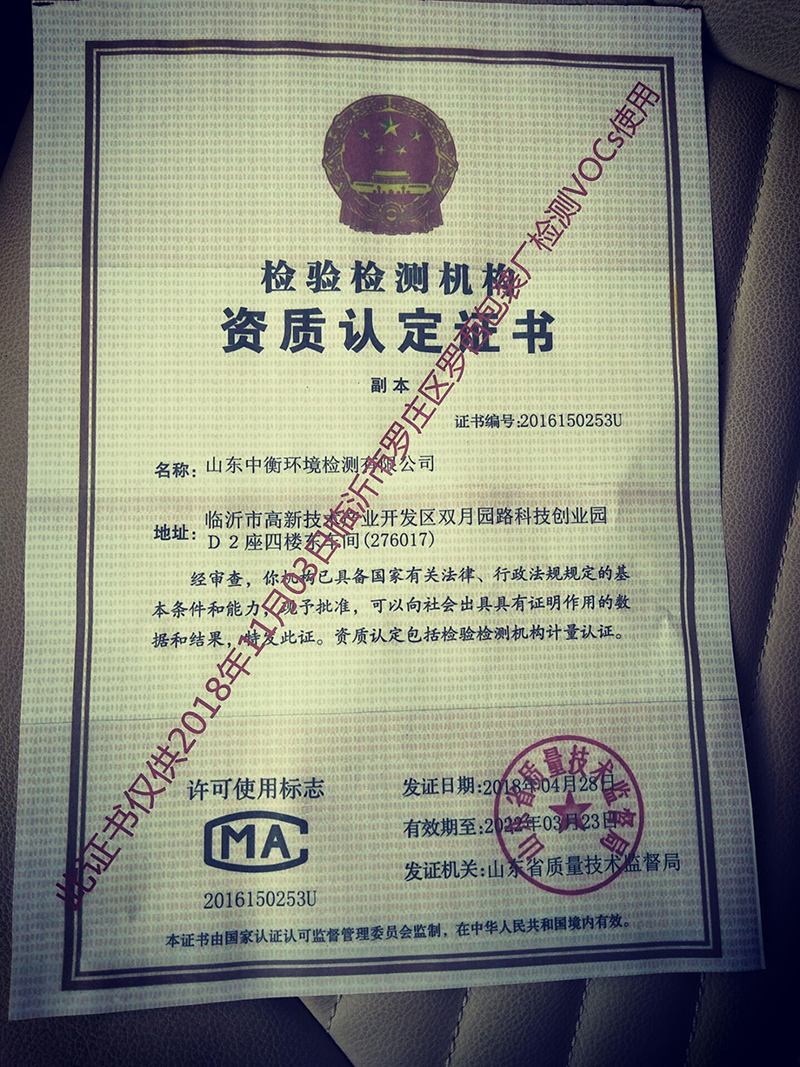 检验检测机构
资质认定证书
副本
证书编号:2016150253U
名称: 山东中衡环境检测有限公司
地址: 临沂市高新技术产业开发区双月园路科技创业园
D 2座四楼东车间(276017)
经审查，你机构已具备国家有关法律、行政法规规定的基
本条件和能力，现予批准，可以向社会出具具有证明作用的数
据和结果，特发此证。资质认定包括检验检测机构计量认证。
许可使用标志
MA
2016150253U
发证日期:2018年04月28日
有效期至:2022年03月23日
发证机关:山东省质量技术监督局
山东省质量技术监督局
本证书由国家认证认可监督管理委员会监制，在中华人民共和国境内有效。
此证书仅供2018年11月03日临沂市罗庄区罗西包装厂检测VOCs使用